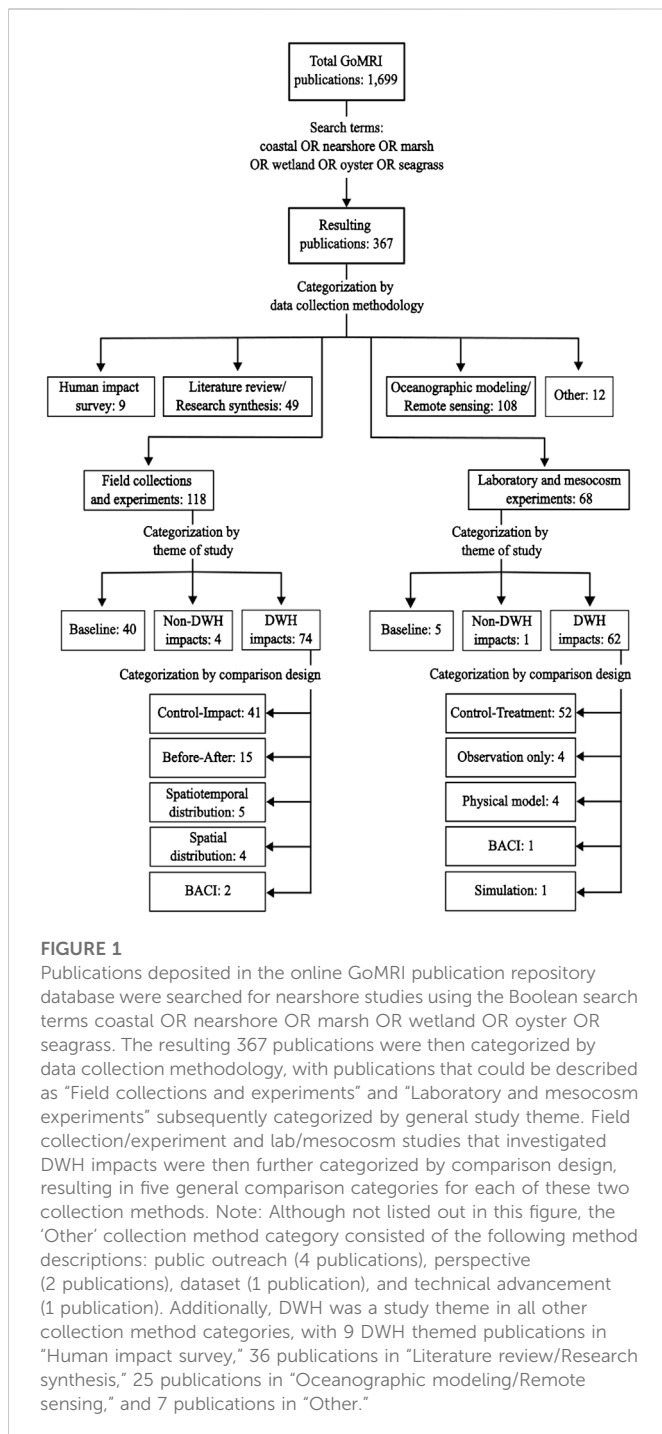 Total GoMRI
publications: 1,699
Search terms:
coastal OR nearshore OR marsh
OR wetland OR oyster OR seagrass
Resulting
publications: 367
Categorization by
data collection methodology
Human impact
survey: 9
Literature review/
Research synthesis: 49
Oceanographic modeling/
Remote sensing: 108
Other: 12
Field collections
and experiments: 118
Laboratory and mesocosm
experiments: 68
Categorization by
theme of study
Categorization by
theme of study
Baseline: 40
Non-DWH
impacts: 4
DWH
impacts: 74
Baseline: 5
Non-DWH
impacts: 1
DWH
impacts: 62
Categorization by comparison design
Categorization by comparison design
Control-Impact: 41
Before-After: 15
Spatiotemporal
distribution: 5
Spatial
distribution: 4
BACI: 2
Control-Treatment: 52
Observation only: 4
Physical model: 4
BACI: 1
Simulation: 1
FIGURE 1
Publications deposited in the online GoMRI publication repository
database were searched for nearshore studies using the Boolean search
terms coastal OR nearshore OR marsh OR wetland OR oyster OR
seagrass. The resulting 367 publications were then categorized by
data collection methodology, with publications that could be described
as “Field collections and experiments” and “Laboratory and mesocosm
experiments” subsequently categorized by general study theme. Field
collection/experiment and lab/mesocosm studies that investigated
DWH impacts were then further categorized by comparison design,
resulting in five general comparison categories for each of these two
collection methods. Note: Although not listed out in this figure, the
‘Other’ collection method category consisted of the following method
descriptions: public outreach (4 publications), perspective
(2 publications), dataset (1 publication), and technical advancement
(1 publication). Additionally, DWH was a study theme in all other
collection method categories, with 9 DWH themed publications in
“Human impact survey,” 36 publications in “Literature review/Research
synthesis,” 25 publications in “Oceanographic modeling/Remote
sensing,” and 7 publications in “Other.”